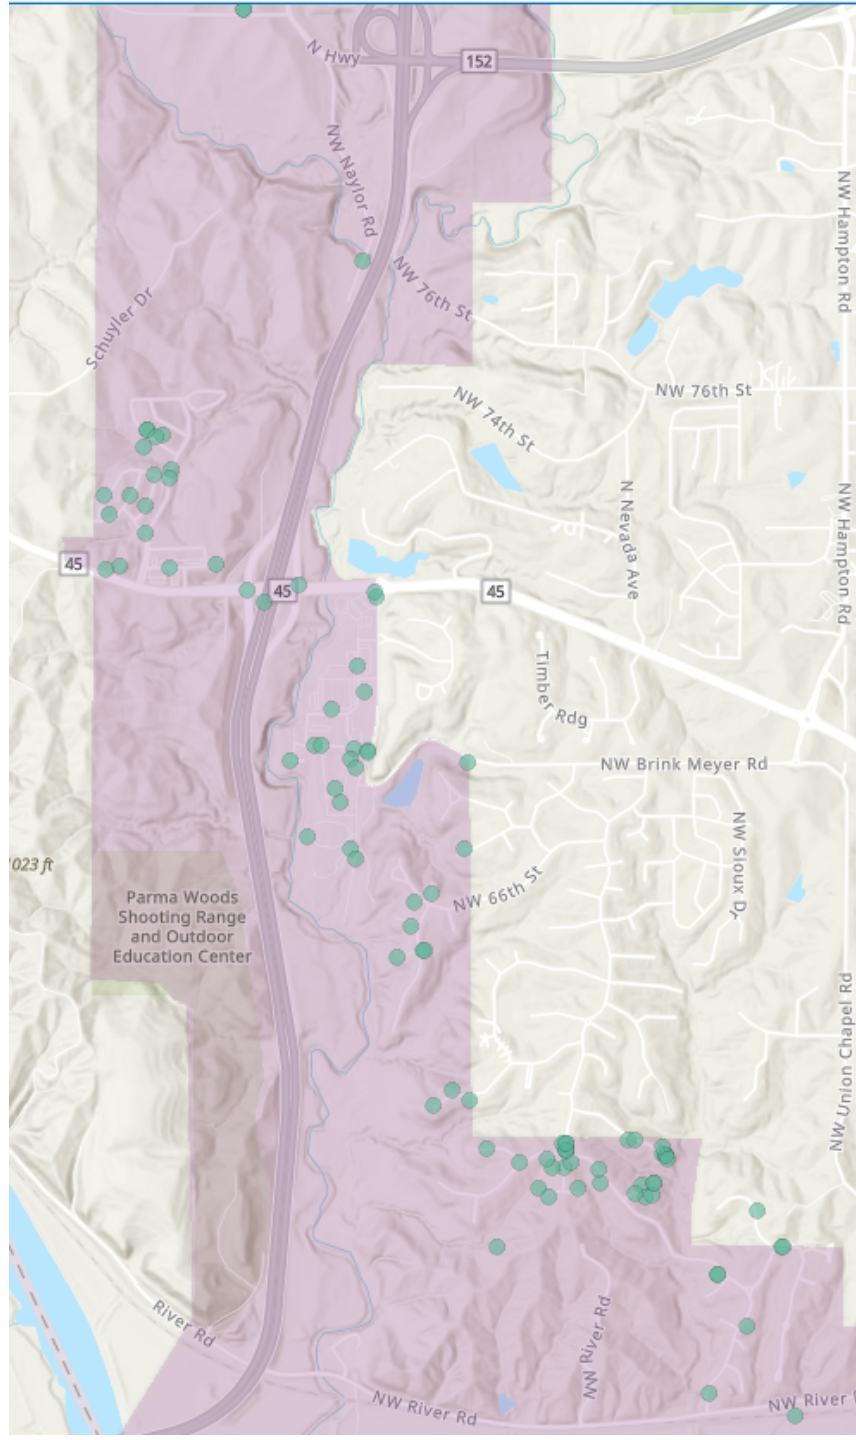 N Hwy
152
NW Naylor Rd
NW Hampton Rd
NW 76th St
Schuyler Dr
NW 76th St
NW 74th St
N Nevada Ave
NW Hampton Rd
45
45
45
Timber Rdg
NW Brink Meyer Rd
NW Sioux Dr
1023 ft
NW 66th St
Parma Woods
Shooting Range
and Outdoor
Education Center
NW Union Chapel Rd
River Rd
NW River Rd
NW River Rd
NW River